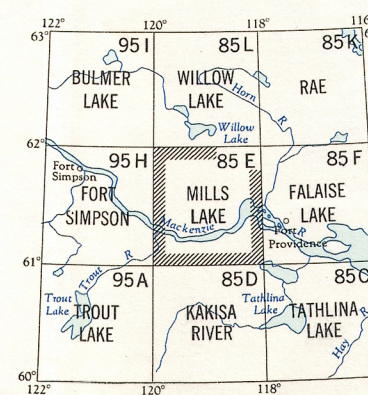 122° 120° 118° 116
63°
95 I 85 L 85 K
BULMER LAKE
WILLOW LAKE
RAE
Horn R
Willow Lake
62°
95 H 85 E 85 F
Fort Simpson
FORT SIMPSON
MILLS LAKE
FALAISE LAKE
Mackenzie
R
Fort Providence
61°
95 A 85 D 85 C
Trout R
Trout Lake
TROUT LAKE
KAKISA RIVER
Tathlina Lake
TATHLINA LAKE
Hay R
60°
122° 120° 118°